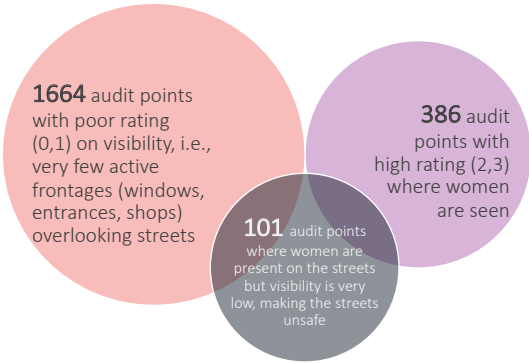 1664 audit points
with poor rating
(0,1) on visibility, i.e.,
very few active
frontages (windows,
entrances, shops)
overlooking streets
386 audit
points with
high rating (2,3)
where women
are seen
101 audit points
where women are
present on the streets
but visibility is very
low, making the streets
unsafe